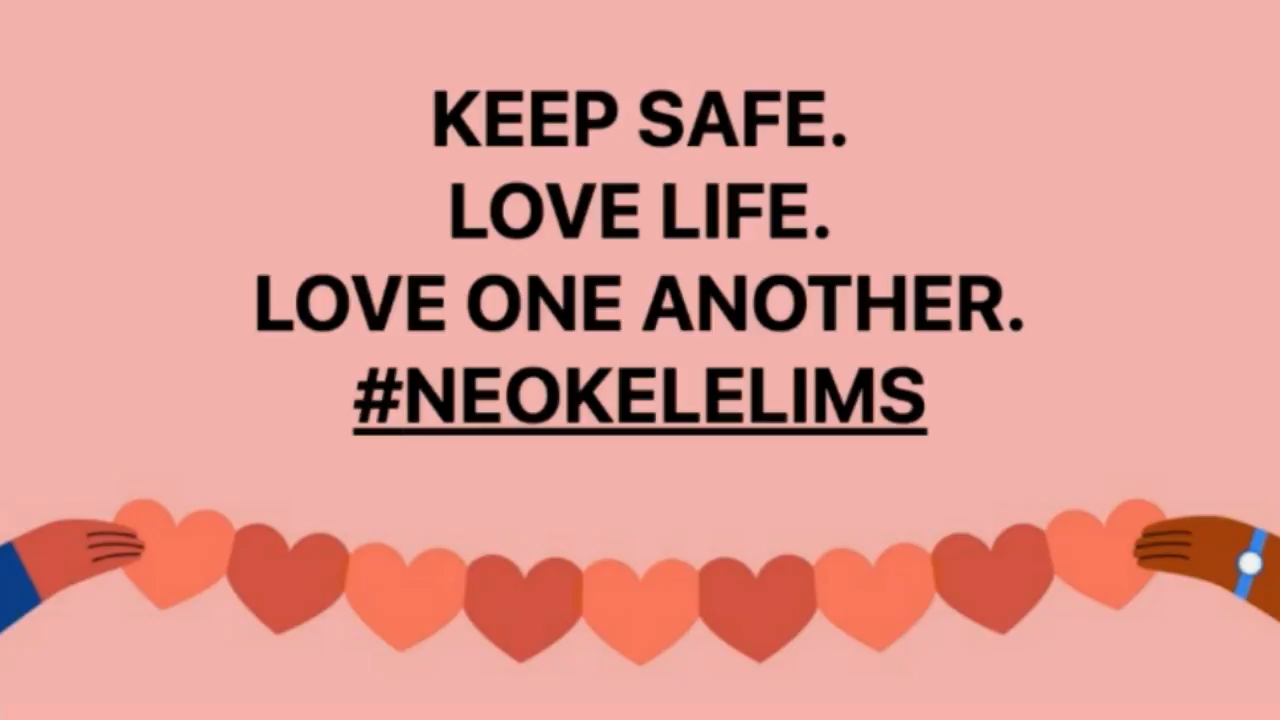 KEEP SAFE.
LOVE LIFE.
LOVE ONE ANOTHER.
#NEOKELELIMS